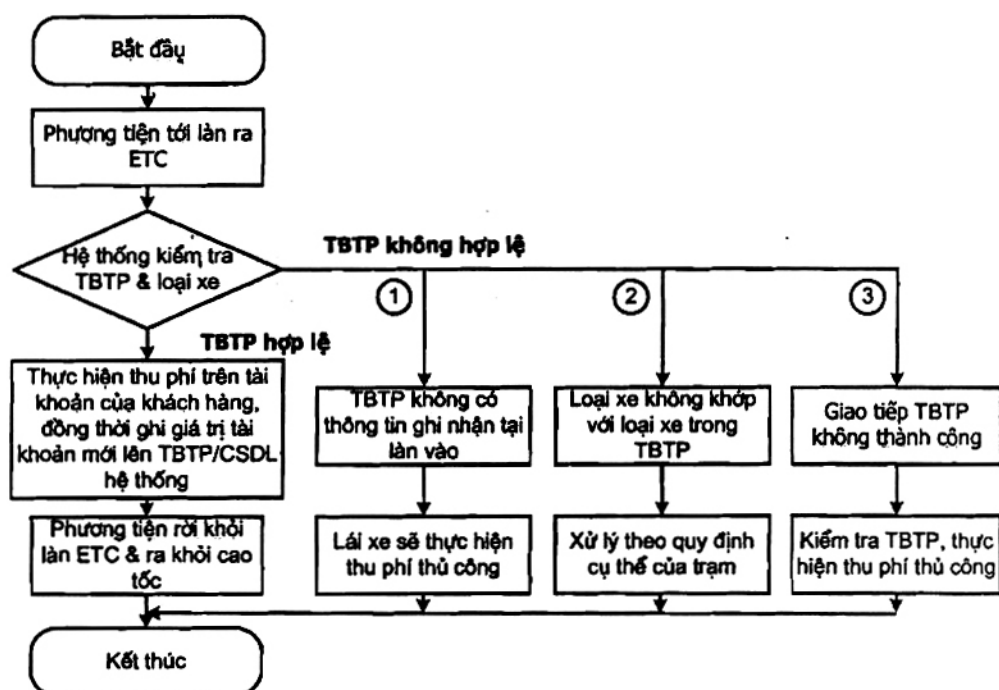 Bắt đầu
Phương tiện tới làn ra
ETC
Hệ thống kiểm tra
TBTP & loại xe
TBTP không hợp lệ
1
2
3
TBTP hợp lệ
Thực hiện thu phí trên tài
khoản của khách hàng,
đồng thời ghi giá trị tài
khoản mới lên TBTP/CSDL
hệ thống
TBTP không có
thông tin ghi nhận tại
làn vào
Loại xe không khớp
với loại xe trong
TBTP
Giao tiếp TBTP
không thành công
Phương tiện rời khỏi
làn ETC & ra khỏi cao
tốc
Lái xe sẽ thực hiện
thu phí thủ công
Xử lý theo quy định
cụ thể của trạm
Kiểm tra TBTP, thực
hiện thu phí thủ công
Kết thúc